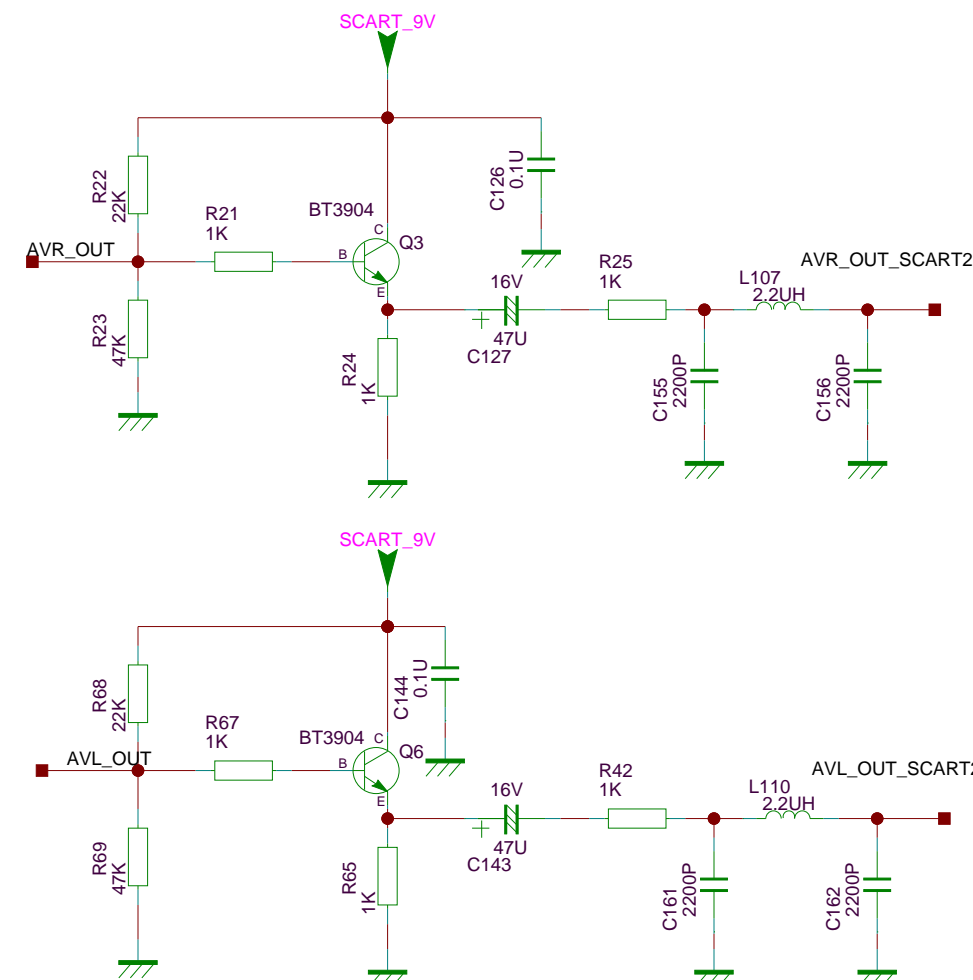 SCART_9V
R22
22K
C126
0.1U
BT3904
C
R21
1K
Q3
AVR_OUT
B
E
AVR_OUT_SCART2
R25
1K
L107
2.2UH
16V
47U
C127
R23
47K
R24
1K
C155
2200P
C156
2200P
SCART_9V
R68
22K
C144
0.1U
R67
1K
BT3904
C
Q6
AVL_OUT
B
E
R42
1K
AVL_OUT_SCART2
L110
2.2UH
16V
47U
C143
R69
47K
R65
1K
C161
2200P
C162
2200P